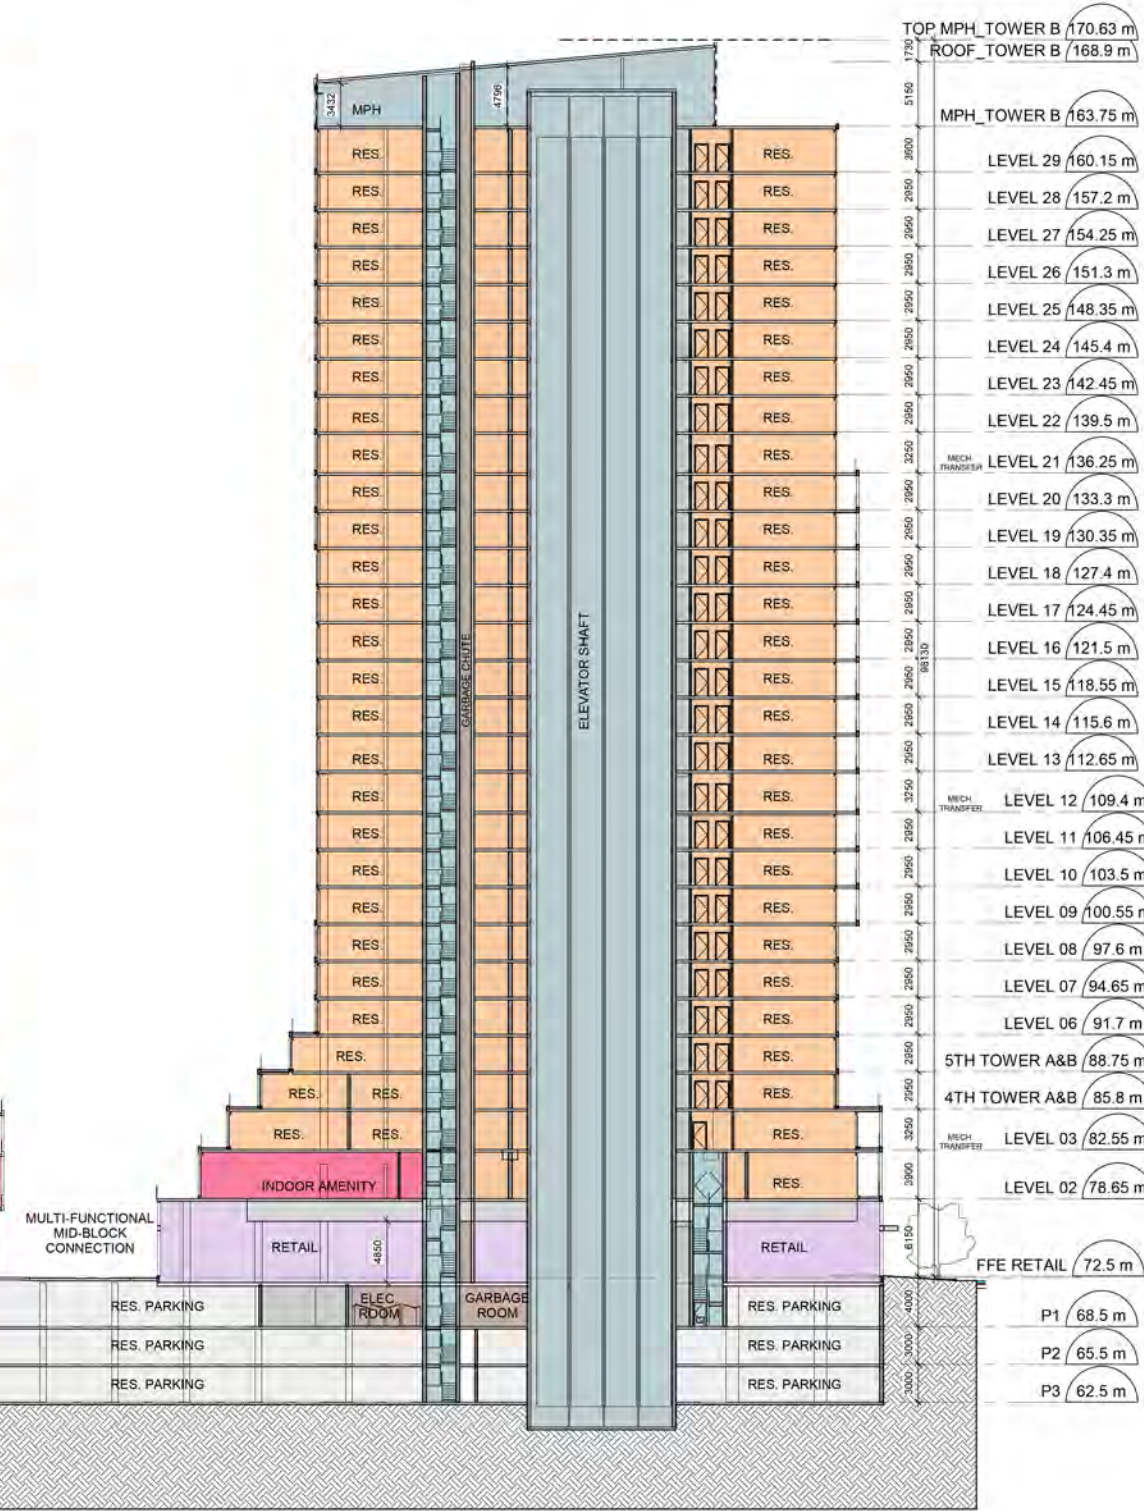 TOP MPH_TOWER B 170.63 m
1730
ROOF_TOWER B 168.9 m
3432
MPH
4796
5150
MPH_TOWER B 163.75 m
RES. RES. 3600
LEVEL 29 160.15 m
RES. RES. 2950
LEVEL 28 157.2 m
RES. RES. 2950
LEVEL 27 154.25 m
RES. RES. 2950
LEVEL 26 151.3 m
RES. RES. 2950
LEVEL 25 148.35 m
RES. RES. 2950
LEVEL 24 145.4 m
RES. RES. 2950
LEVEL 23 142.45 m
RES. RES. 2950
LEVEL 22 139.5 m
RES. RES. 3250
MECH
TRANSFER
LEVEL 21 136.25 m
RES. RES. 2950
LEVEL 20 133.3 m
RES. RES. 2950
LEVEL 19 130.35 m
RES. RES. 2950
LEVEL 18 127.4 m
RES. RES. 2950
LEVEL 17 124.45 m
GARBAGE CHUTE
ELEVATOR SHAFT
98130
RES. RES. 2950
LEVEL 16 121.5 m
RES. RES. 2950
LEVEL 15 118.55 m
RES. RES. 2950
LEVEL 14 115.6 m
RES. RES. 2950
LEVEL 13 112.65 m
RES. RES. 3250
MECH
TRANSFER
LEVEL 12 109.4 m
RES. RES. 2950
LEVEL 11 106.45 m
RES. RES. 2950
LEVEL 10 103.5 m
RES. RES. 2950
LEVEL 09 100.55 m
RES. RES. 2950
LEVEL 08 97.6 m
RES. RES. 2950
LEVEL 07 94.65 m
RES. RES. 2950
LEVEL 06 91.7 m
RES. RES. 2950
5TH TOWER A&B 88.75 m
RES. RES. RES. 2950
4TH TOWER A&B 85.8 m
RES. RES. RES. 3250
MECH
TRANSFER
LEVEL 03 82.55 m
INDOOR AMENITY RES. 3900
LEVEL 02 78.65 m
MULTI-FUNCTIONAL
MID-BLOCK
CONNECTION
RETAIL 4850 RETAIL 6150
FFE RETAIL 72.5 m
RES. PARKING
ELEC
ROOM
GARBAGE
ROOM
RES. PARKING 4000
P1 68.5 m
RES. PARKING RES. PARKING 3000
P2 65.5 m
RES. PARKING RES. PARKING 3000
P3 62.5 m